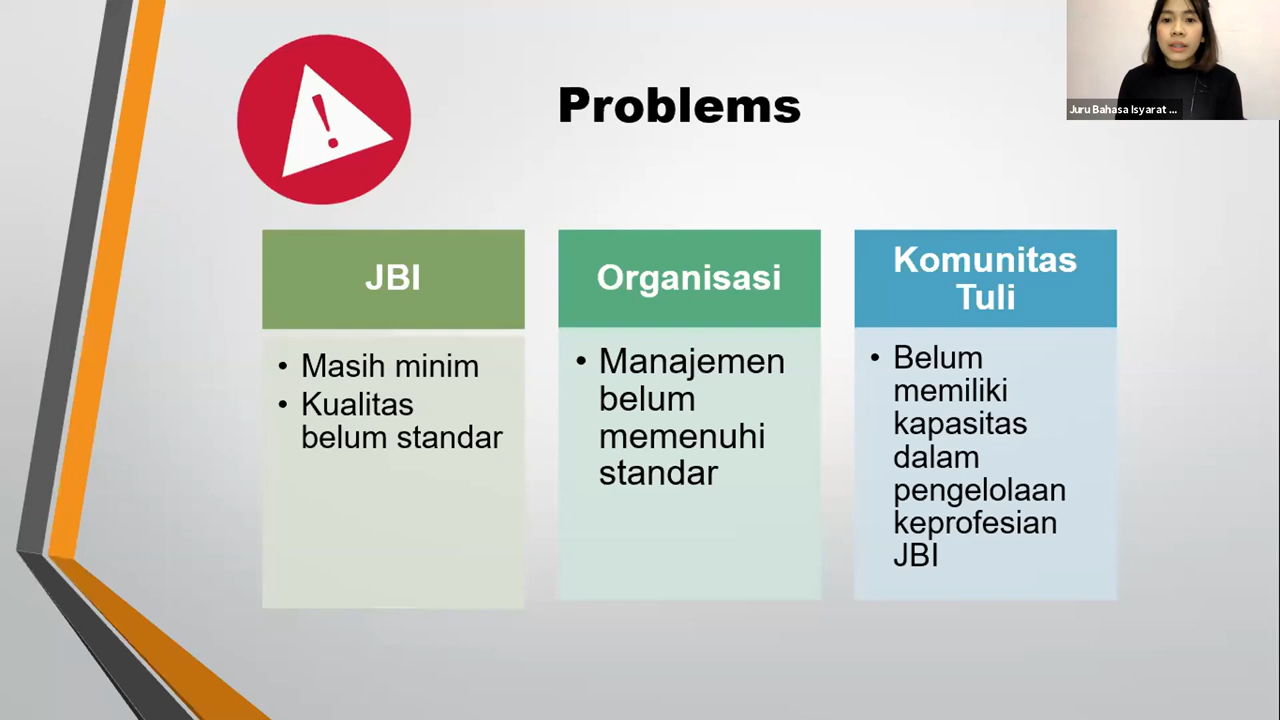 Problems
Juru Bahasa Isyarat ...
JBI
• Masih minim
• Kualitas
belum standar
Organisasi
• Manajemen
belum
memenuhi
standar
Komunitas
Tuli
• Belum
memiliki
kapasitas
dalam
pengelolaan
keprofesian
JBI